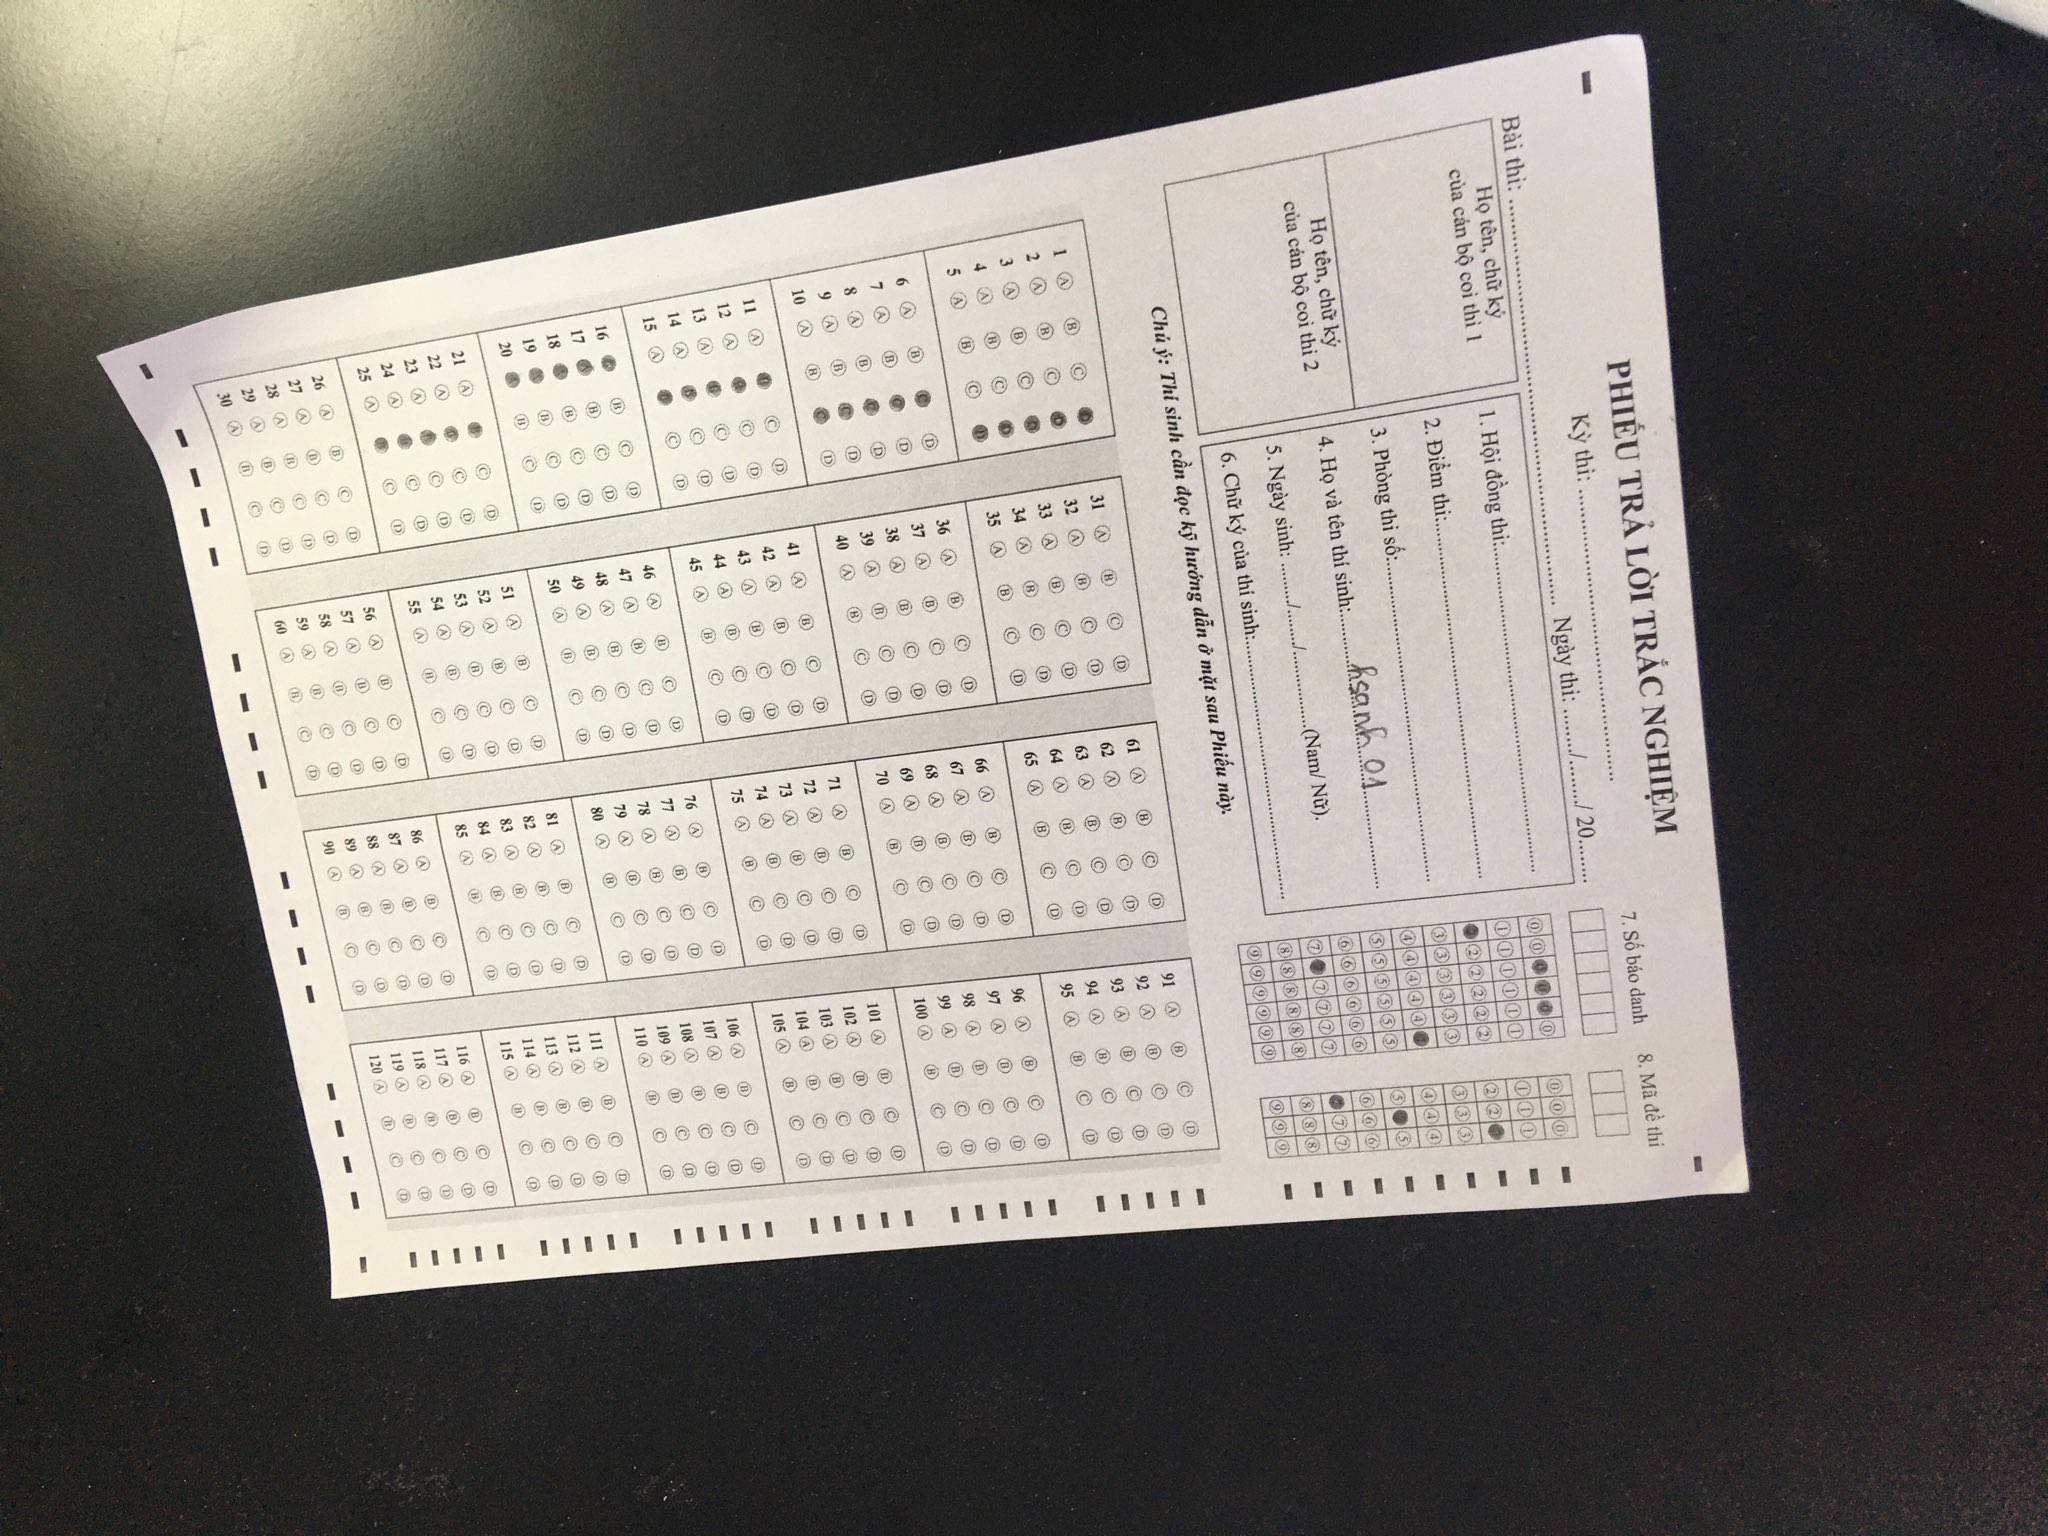 PHIẾU TRẢ LỜI TRẮC NGHIỆM
Kỳ thi: ................................................
Bài thi: ................................................................ Ngày thi: ......../......../ 20........
Họ tên, chữ ký
của cán bộ coi thi 1
Họ tên, chữ ký
của cán bộ coi thi 2
1. Hội đồng thi:................................................
2. Điểm thi:................................................
3. Phòng thi số:................................................
4. Họ và tên thí sinh:.......... hsanh 01 ..........
5. Ngày sinh: ......../......../...............(Nam/ Nữ).
6. Chữ ký của thí sinh:................................................
7. Số báo danh
0 0 0 0 0 0
1 1 1 1 1 1
2 2 2 2 2 2
3 3 3 3 3 3
4 4 4 4 4 4
5 5 5 5 5 5
6 6 6 6 6 6
7 7 7 7 7 7
8 8 8 8 8 8
9 9 9 9 9 9
8. Mã đề thi
0 0 0
1 1 1
2 2 2
3 3 3
4 4 4
5 5
6 6 6
7 7 7
8 8 8
9 9 9
Chú ý: Thí sinh cần đọc kỹ hướng dẫn ở mặt sau Phiếu này.
1 A B C D
2 A B C D
3 A B C D
4 A B C D
5 A B C D
6 A B C D
7 A B C D
8 A B C D
9 A B C D
10 A B C D
11 A B C D
12 A B C D
13 A B C D
14 A B C D
15 A B C D
16 A B C D
17 A B C D
18 A B C D
19 A B C D
20 A B C D
21 A B C D
22 A B C D
23 A B C D
24 A B C D
25 A B C D
26 A B C D
27 A B C D
28 A B C D
29 A B C D
30 A B C D
31 A B C D
32 A B C D
33 A B C D
34 A B C D
35 A B C D
36 A B C D
37 A B C D
38 A B C D
39 A B C D
40 A B C D
41 A B C D
42 A B C D
43 A B C D
44 A B C D
45 A B C D
46 A B C D
47 A B C D
48 A B C D
49 A B C D
50 A B C D
51 A B C D
52 A B C D
53 A B C D
54 A B C D
55 A B C D
56 A B C D
57 A B C D
58 A B C D
59 A B C D
60 A B C D
61 A B C D
62 A B C D
63 A B C D
64 A B C D
65 A B C D
66 A B C D
67 A B C D
68 A B C D
69 A B C D
70 A B C D
71 A B C D
72 A B C D
73 A B C D
74 A B C D
75 A B C D
76 A B C D
77 A B C D
78 A B C D
79 A B C D
80 A B C D
81 A B C D
82 A B C D
83 A B C D
84 A B C D
85 A B C D
86 A B C D
87 A B C D
88 A B C D
89 A B C D
90 A B C D
91 A B C D
92 A B C D
93 A B C D
94 A B C D
95 A B C D
96 A B C D
97 A B C D
98 A B C D
99 A B C D
100 A B C D
101 A B C D
102 A B C D
103 A B C D
104 A B C D
105 A B C D
106 A B C D
107 A B C D
108 A B C D
109 A B C D
110 A B C D
111 A B C D
112 A B C D
113 A B C D
114 A B C D
115 A B C D
116 A B C D
117 A B C D
118 A B C D
119 A B C D
120 A B C D